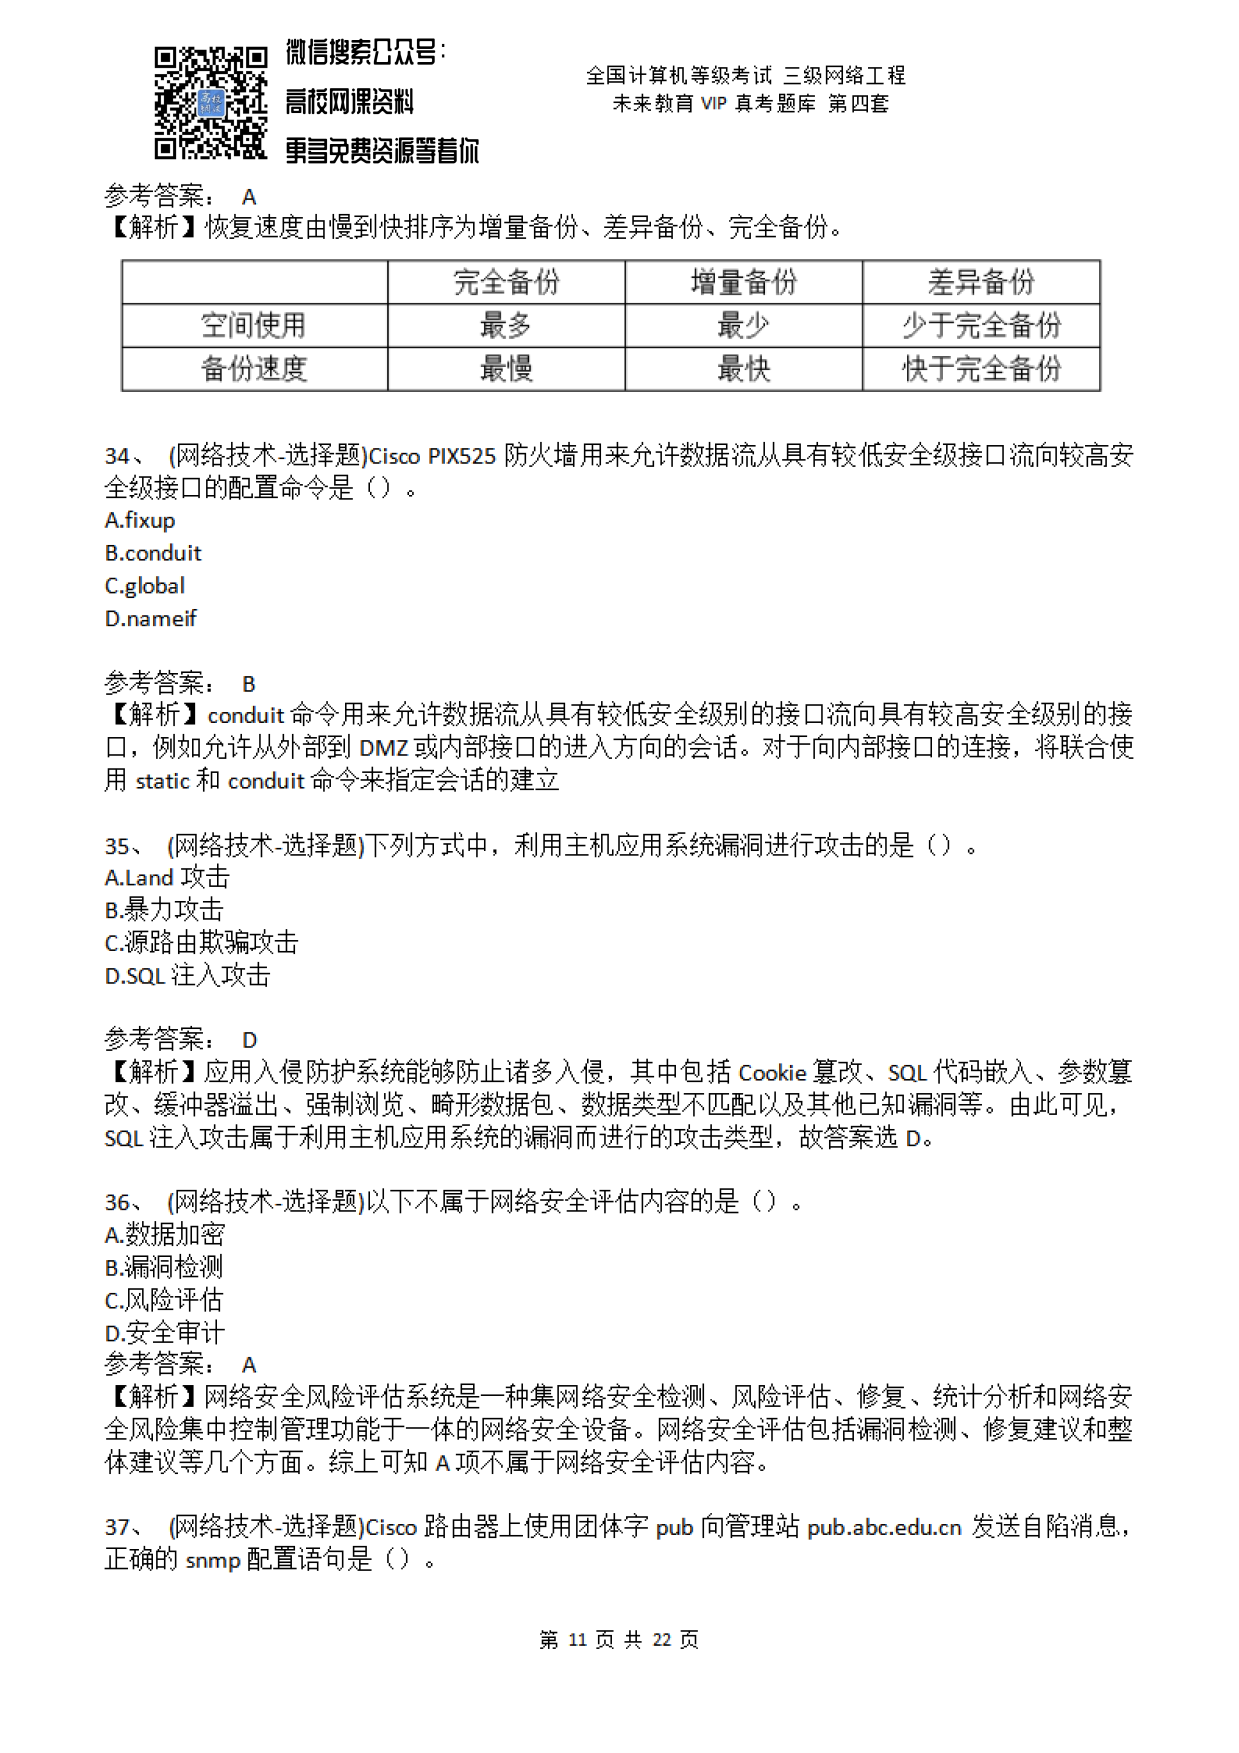 微信搜索公众号：
高校网课资料
更多免费资源等着你
全国计算机等级考试 三级网络工程
未来教育 VIP 真考题库 第四套
参考答案： A
【解析】恢复速度由慢到快排序为增量备份、差异备份、完全备份。
完全备份 增量备份 差异备份
空间使用 最多 最少 少于完全备份
备份速度 最慢 最快 快于完全备份
34、 (网络技术-选择题)Cisco PIX525 防火墙用来允许数据流从具有较低安全级接口流向较高安
全级接口的配置命令是（）。
A.fixup
B.conduit
C.global
D.nameif
参考答案： B
【解析】conduit 命令用来允许数据流从具有较低安全级别的接口流向具有较高安全级别的接
口，例如允许从外部到 DMZ 或内部接口的进入方向的会话。对于向内部接口的连接，将联合使
用 static 和 conduit 命令来指定会话的建立
35、 (网络技术-选择题)下列方式中，利用主机应用系统漏洞进行攻击的是（）。
A.Land 攻击
B.暴力攻击
C.源路由欺骗攻击
D.SQL 注入攻击
参考答案： D
【解析】应用入侵防护系统能够防止诸多入侵，其中包括 Cookie 篡改、SQL 代码嵌入、参数篡
改、缓冲器溢出、强制浏览、畸形数据包、数据类型不匹配以及其他已知漏洞等。由此可见，
SQL 注入攻击属于利用主机应用系统的漏洞而进行的攻击类型，故答案选 D。
36、 (网络技术-选择题)以下不属于网络安全评估内容的是（）。
A.数据加密
B.漏洞检测
C.风险评估
D.安全审计
参考答案： A
【解析】网络安全风险评估系统是一种集网络安全检测、风险评估、修复、统计分析和网络安
全风险集中控制管理功能于一体的网络安全设备。网络安全评估包括漏洞检测、修复建议和整
体建议等几个方面。综上可知 A 项不属于网络安全评估内容。
37、 (网络技术-选择题)Cisco 路由器上使用团体字 pub 向管理站 pub.abc.edu.cn 发送自陷消息，
正确的 snmp 配置语句是（）。
第 11 页 共 22 页